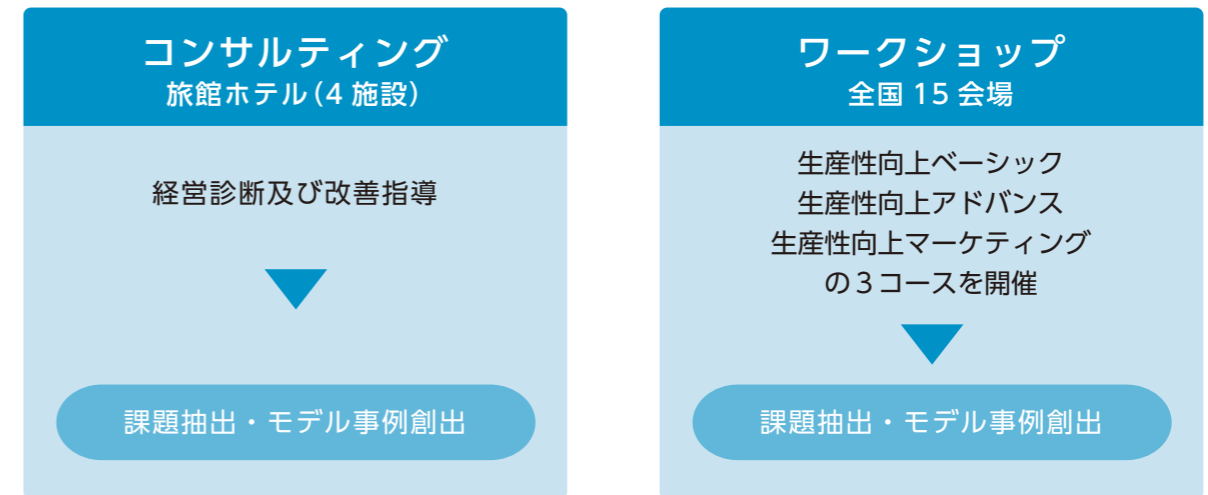 コンサルティング
旅館ホテル(4 施設)
経営診断及び改善指導
課題抽出・モデル事例創出
ワークショップ
全国 15 会場
生産性向上ベーシック
生産性向上アドバンス
生産性向上マーケティング
の3コースを開催
課題抽出・モデル事例創出